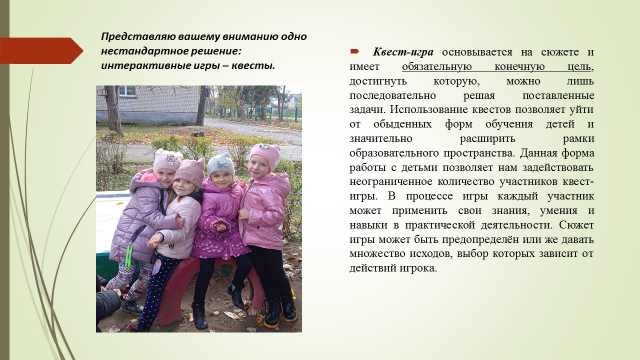 Представляю вашему вниманию одно
нестандартное решение:
интерактивные игры – квесты.
Квест-игра основывается на сюжете и
имеет обязательную конечную цель,
достигнуть которую, можно лишь
последовательно решая поставленные
задачи. Использование квестов позволяет уйти
от обыденных форм обучения детей и
значительно расширить рамки
образовательного пространства. Данная форма
работы с детьми позволяет нам задействовать
неограниченное количество участников квест-
игры. В процессе игры каждый участник
может применить свои знания, умения и
навыки в практической деятельности. Сюжет
игры может быть предопределён или же давать
множество исходов, выбор которых зависит от
действий игрока.